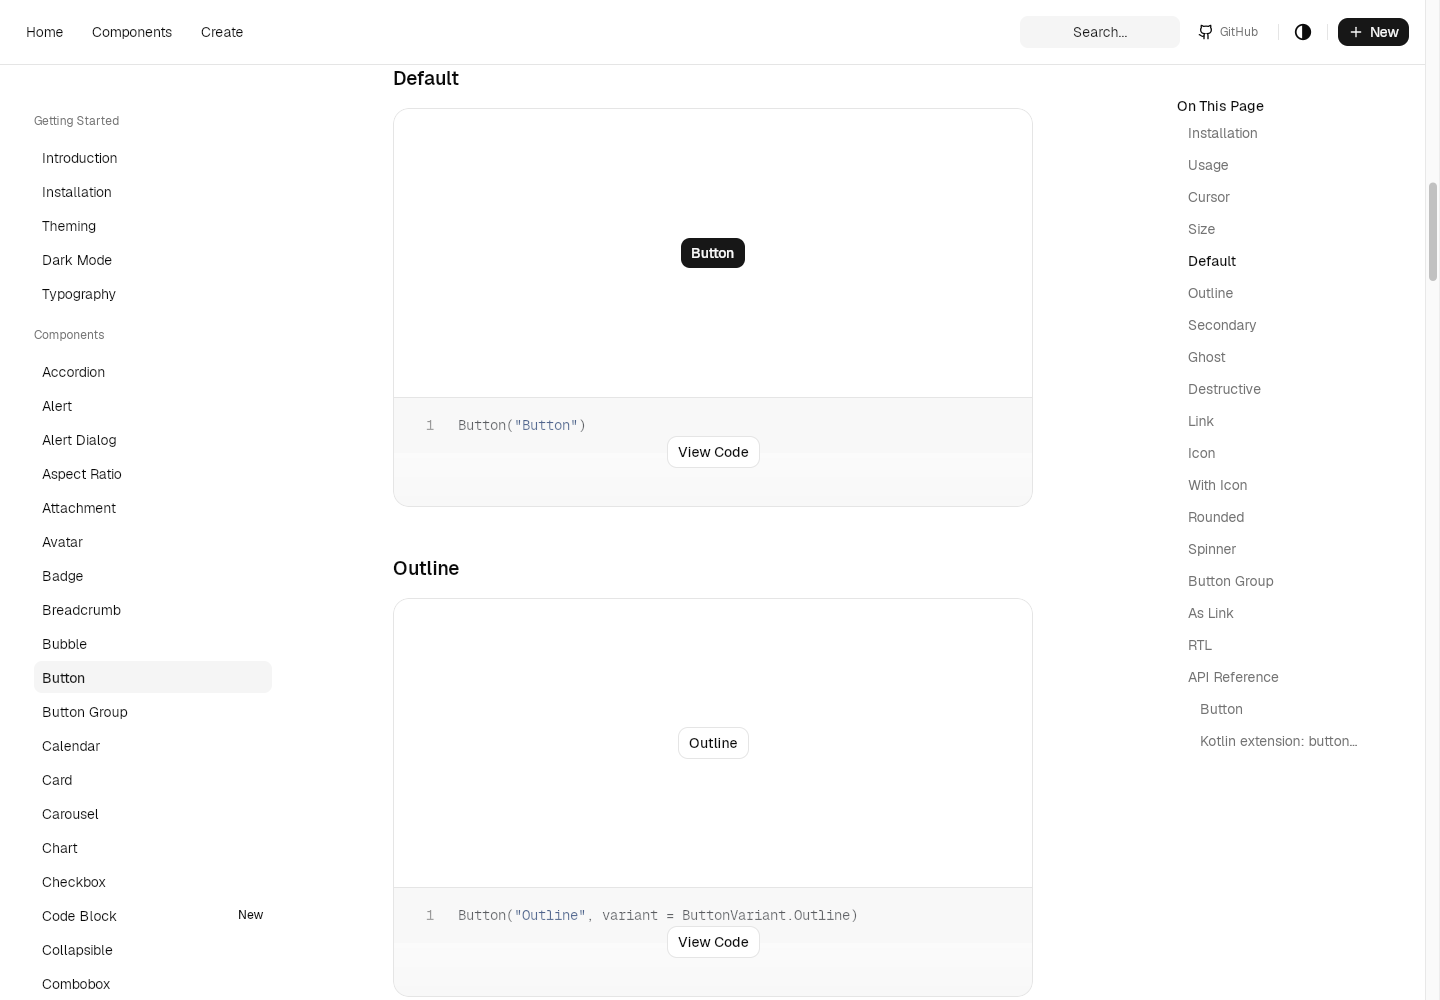 Home
Components
Create
Search...
GitHub
New
Getting Started
Introduction
Installation
Theming
Dark Mode
Typography
Components
Accordion
Alert
Alert Dialog
Aspect Ratio
Attachment
Avatar
Badge
Breadcrumb
Bubble
Button
Button Group
Calendar
Card
Carousel
Chart
Checkbox
Code Block
New
Collapsible
Combobox
Default
Button
1 Button("Button")
View Code
Outline
Outline
1 Button("Outline", variant = ButtonVariant.Outline)
View Code
On This Page
Installation
Usage
Cursor
Size
Default
Outline
Secondary
Ghost
Destructive
Link
Icon
With Icon
Rounded
Spinner
Button Group
As Link
RTL
API Reference
Button
Kotlin extension: button...